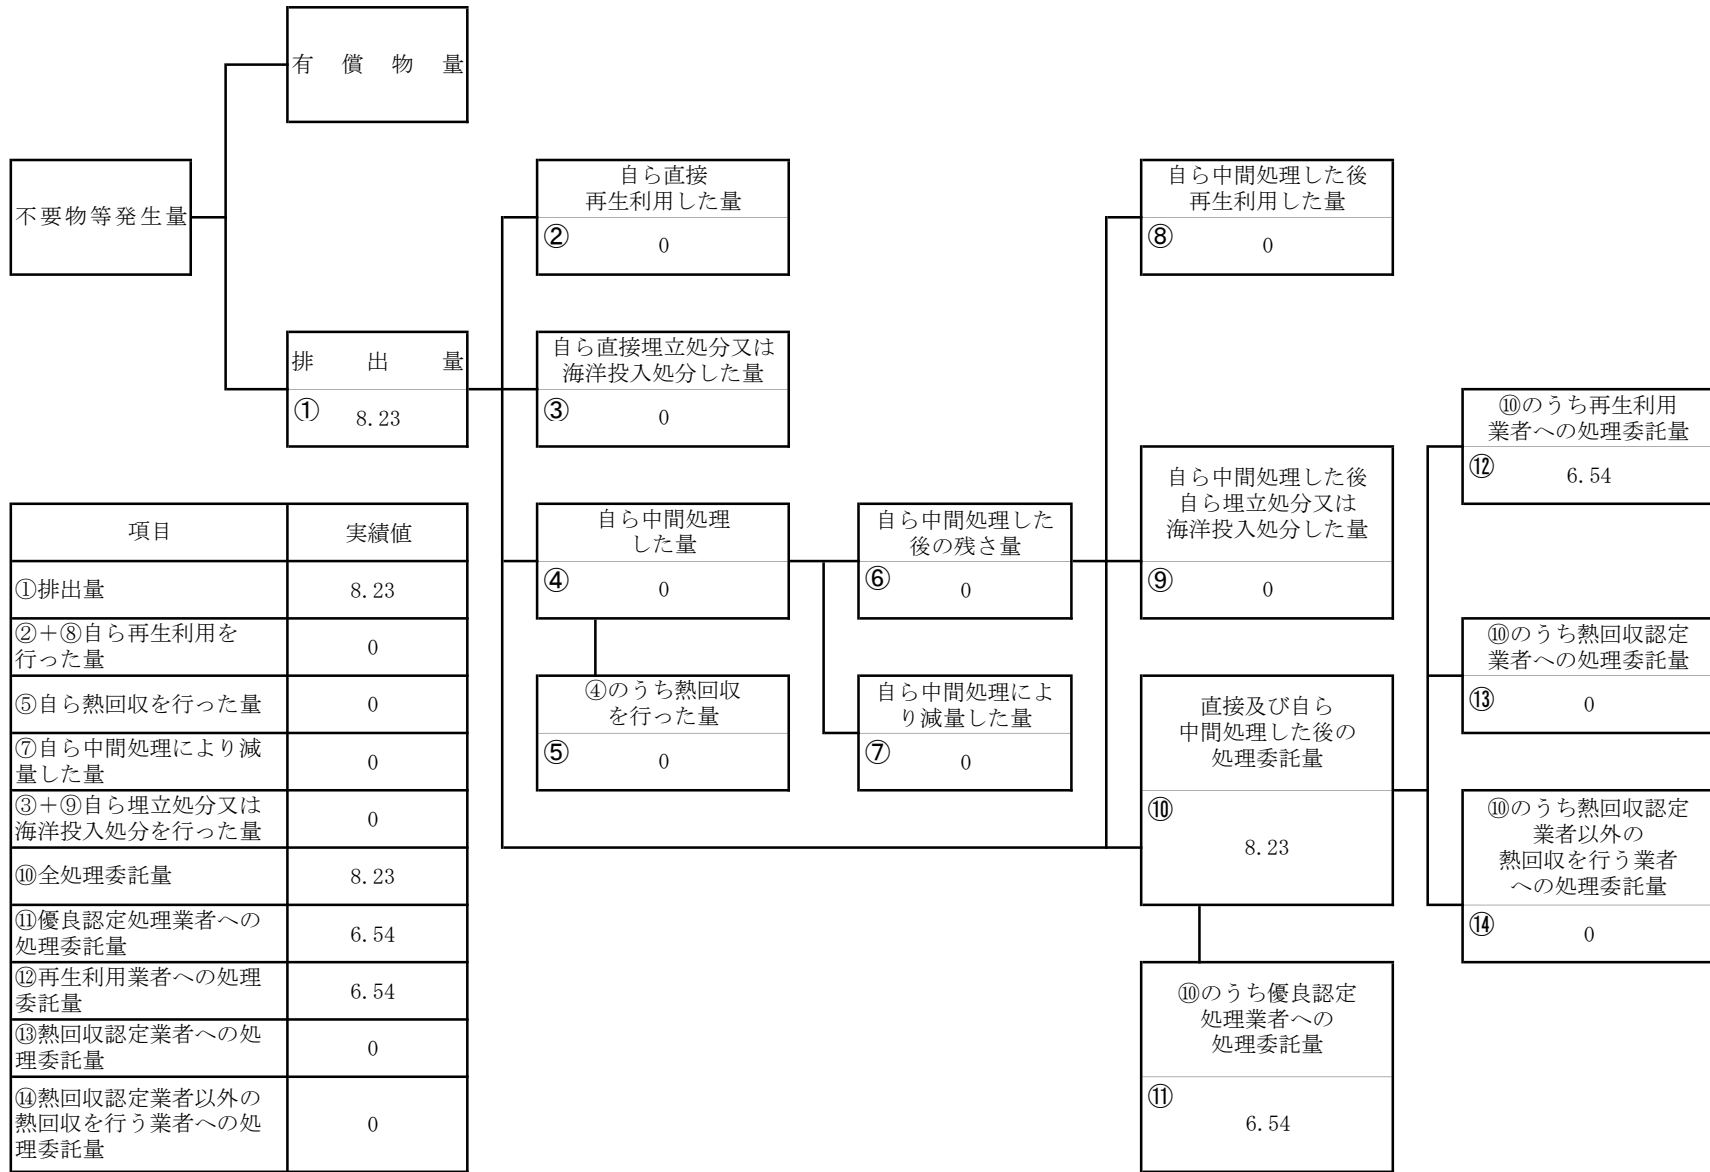 有償物量
不要物等発生量
排出量
① 8.23
自ら直接
再生利用した量
② 0
自ら直接埋立処分又は
海洋投入処分した量
③ 0
自ら中間処理
した量
④ 0
④のうち熱回収
を行った量
⑤ 0
自ら中間処理した
後の残さ量
⑥ 0
自ら中間処理によ
り減量した量
⑦ 0
自ら中間処理した後
再生利用した量
⑧ 0
自ら中間処理した後
自ら埋立処分又は
海洋投入処分した量
⑨ 0
直接及び自ら
中間処理した後の
処理委託量
⑩
8.23
⑩のうち優良認定
処理業者への
処理委託量
⑪
6.54
⑩のうち再生利用
業者への処理委託量
⑫ 6.54
⑩のうち熱回収認定
業者への処理委託量
⑬ 0
⑩のうち熱回収認定
業者以外の
熱回収を行う業者
への処理委託量
⑭ 0
項目 実績値
①排出量 8.23
②＋⑧自ら再生利用を
行った量 0
⑤自ら熱回収を行った量 0
⑦自ら中間処理により減
量した量 0
③＋⑨自ら埋立処分又は
海洋投入処分を行った量 0
⑩全処理委託量 8.23
⑪優良認定処理業者への
処理委託量 6.54
⑫再生利用業者への処理
委託量 6.54
⑬熱回収認定業者への処
理委託量 0
⑭熱回収認定業者以外の
熱回収を行う業者への処
理委託量 0